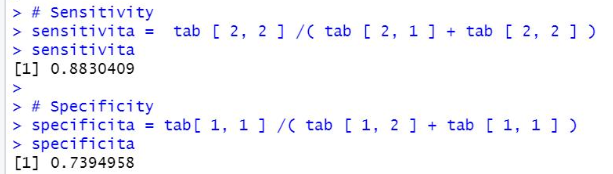 > # Sensitivity
> sensitivita =  tab [ 2, 2 ] /( tab [ 2, 1 ] + tab [ 2, 2 ] )
> sensitivita
[1] 0.8830409
>
> # Specificity
> specificita = tab[ 1, 1 ] /( tab [ 1, 2 ] + tab [ 1, 1 ] )
> specificita
[1] 0.7394958